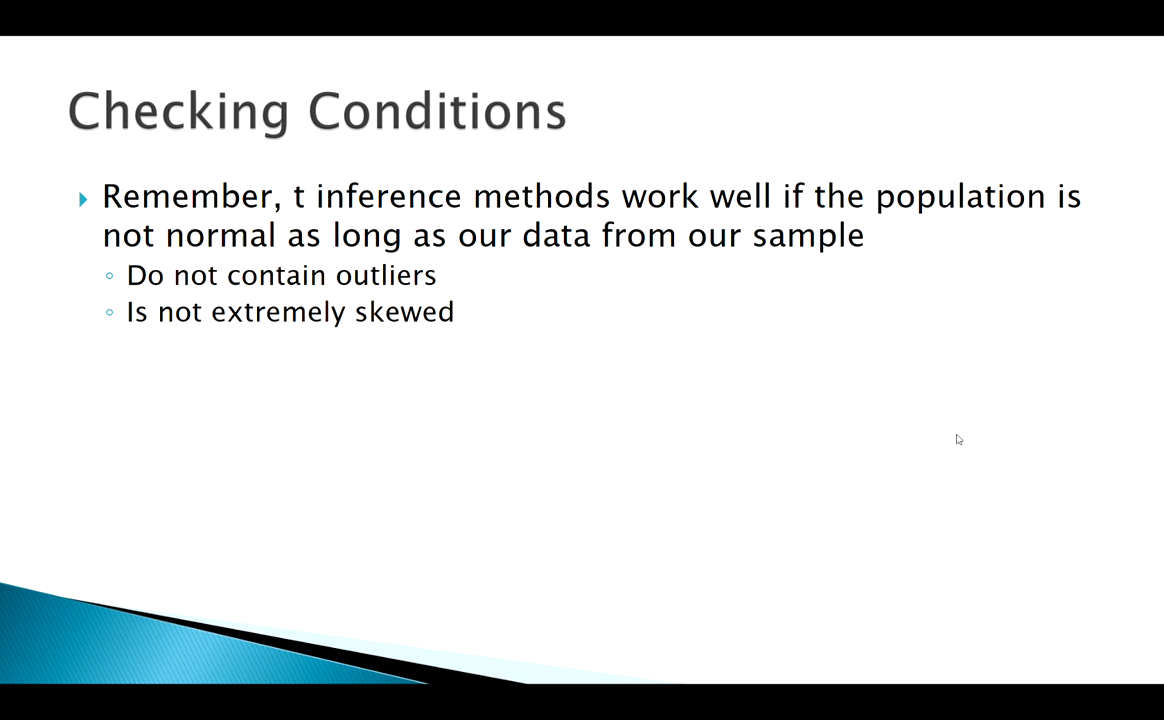 Checking Conditions
Remember, t inference methods work well if the population is
not normal as long as our data from our sample
Do not contain outliers
Is not extremely skewed